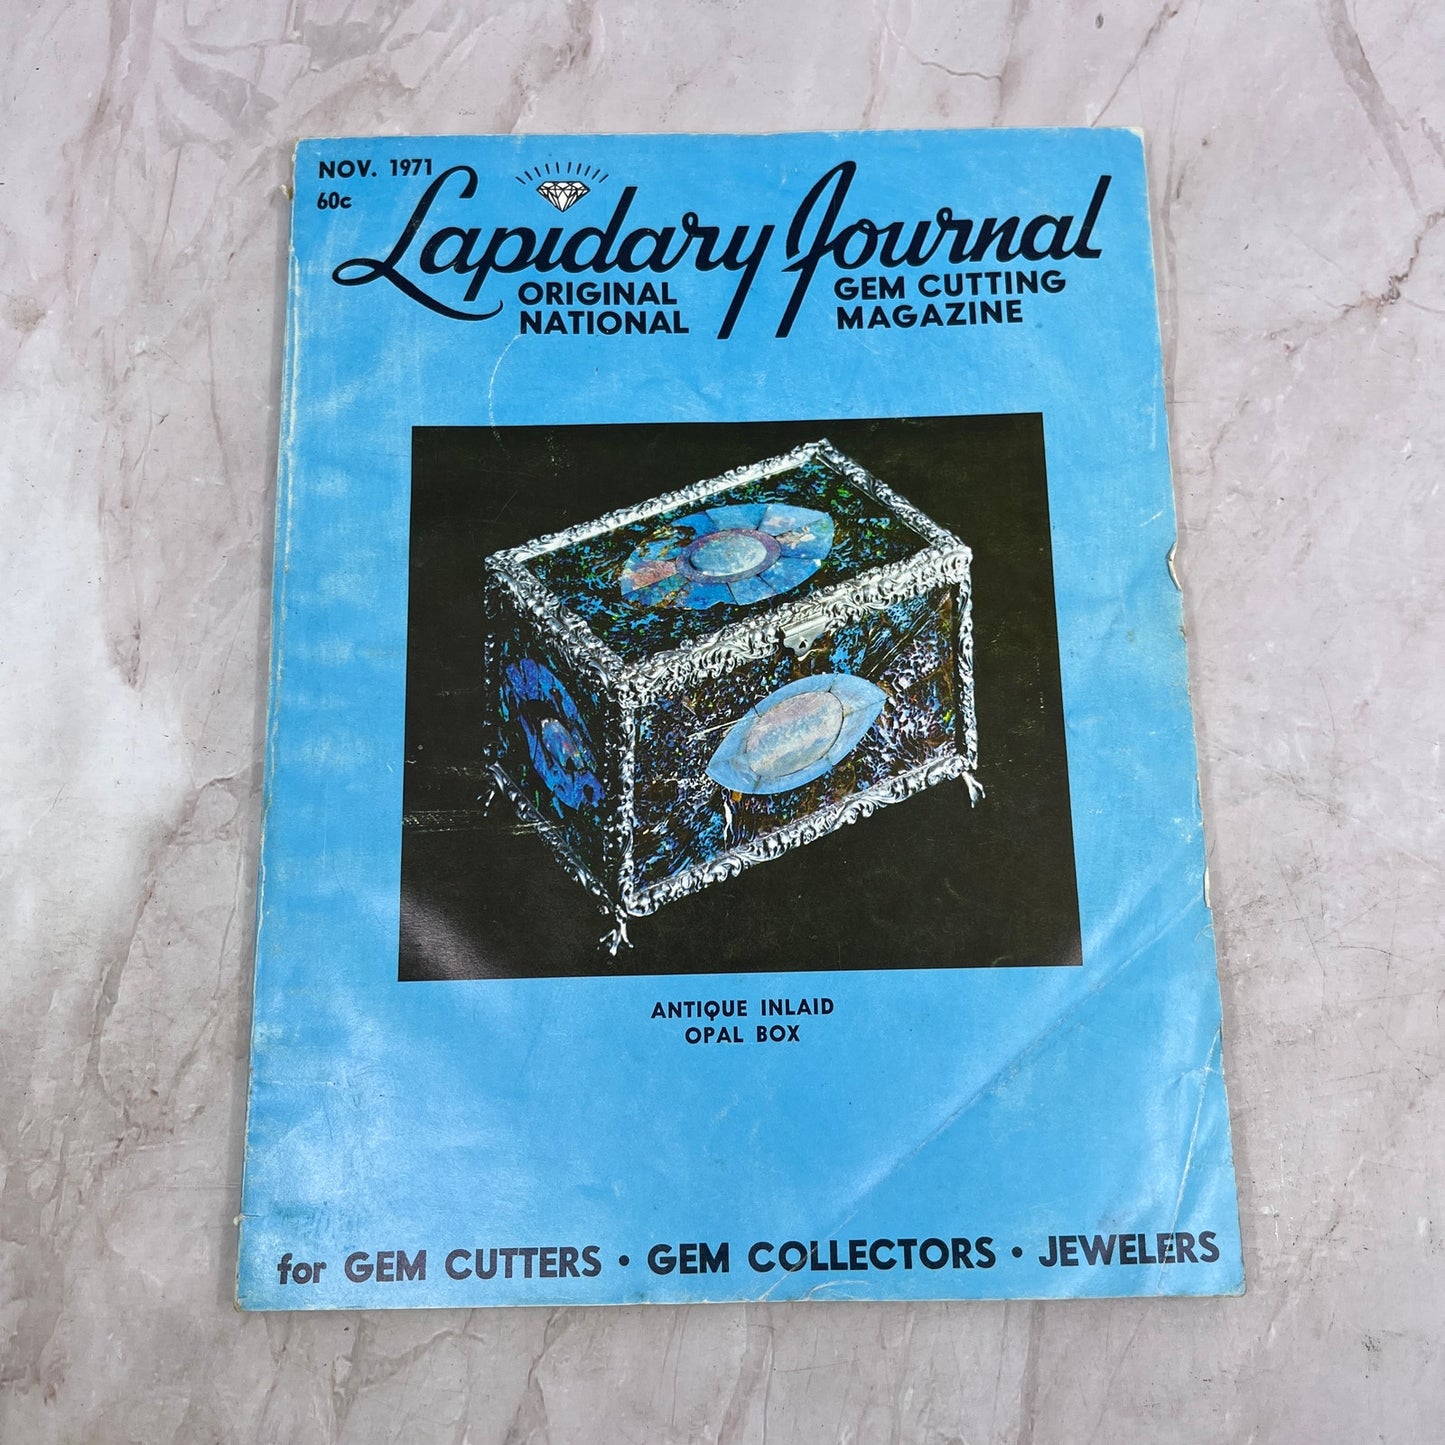 NOV. 1971
60c
Lapidary Journal
ORIGINAL NATIONAL
GEM CUTTING MAGAZINE
ANTIQUE INLAID
OPAL BOX
for GEM CUTTERS • GEM COLLECTORS • JEWELERS